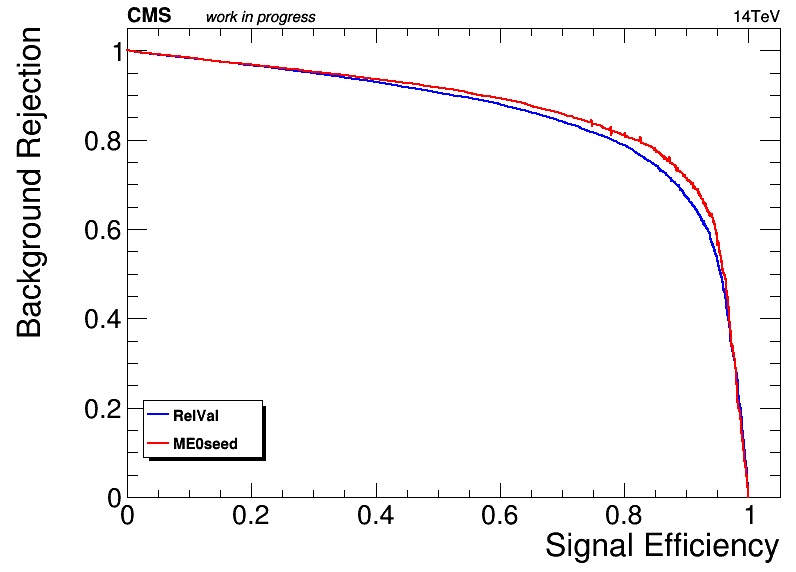 CMS work in progress 14TeV
Background Rejection
1
0.8
0.6
0.4
0.2
0
RelVal
ME0seed
0 0.2 0.4 0.6 0.8 1
Signal Efficiency